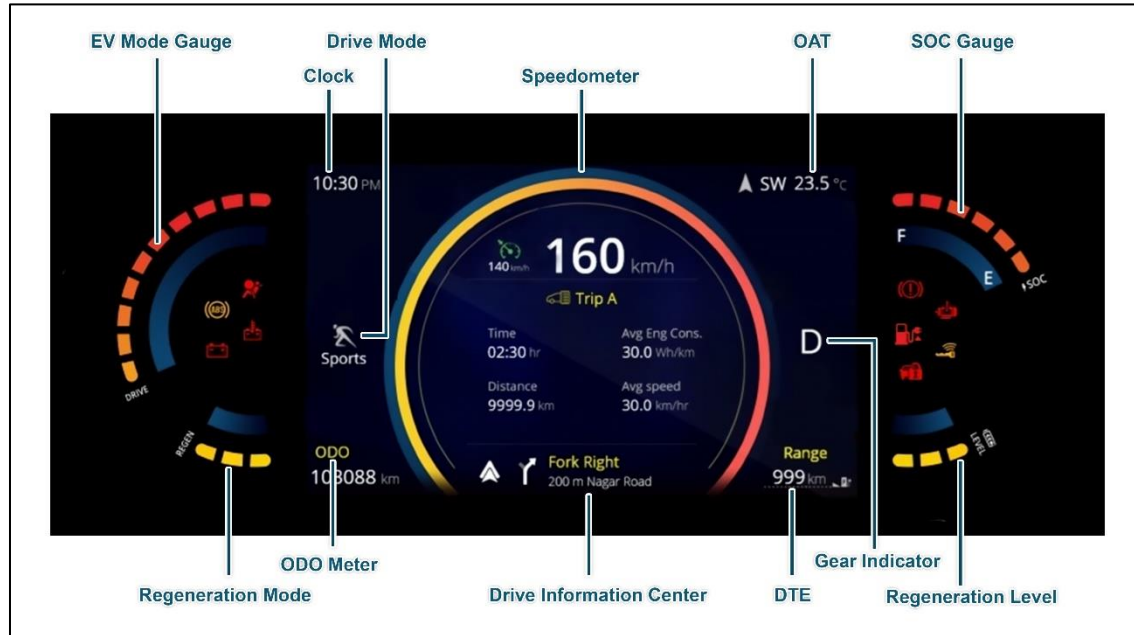 EV Mode Gauge
Drive Mode
OAT
SOC Gauge
Clock
Speedometer
10:30 PM
SW 23.5 °C
F
E
SOC
140 km/h
160 km/h
Trip A
(ABS)
Time
02:30 hr
Avg Eng Cons.
30.0 Wh/km
Sports
D
Distance
9999.9 km
Avg speed
30.0 km/hr
DRIVE
REGEN
LEVEL
ODO
103088 km
Fork Right
200 m Nagar Road
Range
999 km
ODO Meter
Gear Indicator
Regeneration Mode
Drive Information Center
DTE
Regeneration Level